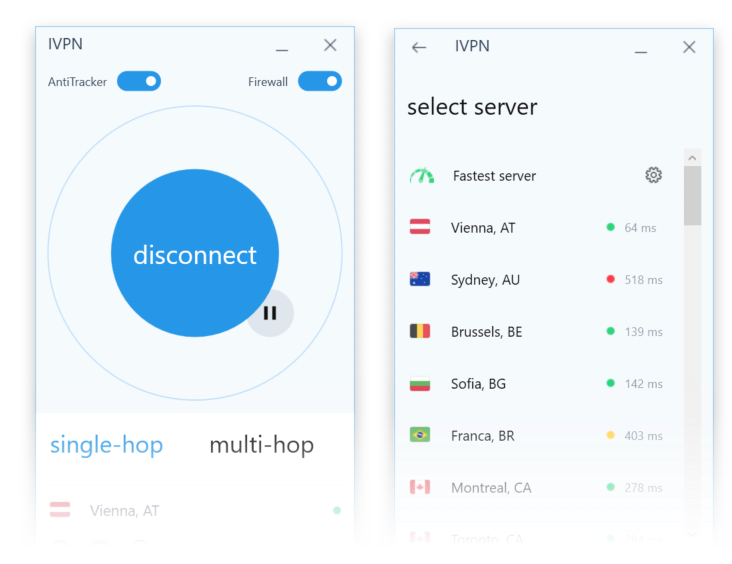 IVPN
AntiTracker Firewall
disconnect
single-hop multi-hop
Vienna, AT
IVPN
select server
Fastest server
Vienna, AT 64 ms
Sydney, AU 518 ms
Brussels, BE 139 ms
Sofia, BG 142 ms
Franca, BR 403 ms
Montreal, CA 278 ms
Toronto, CA